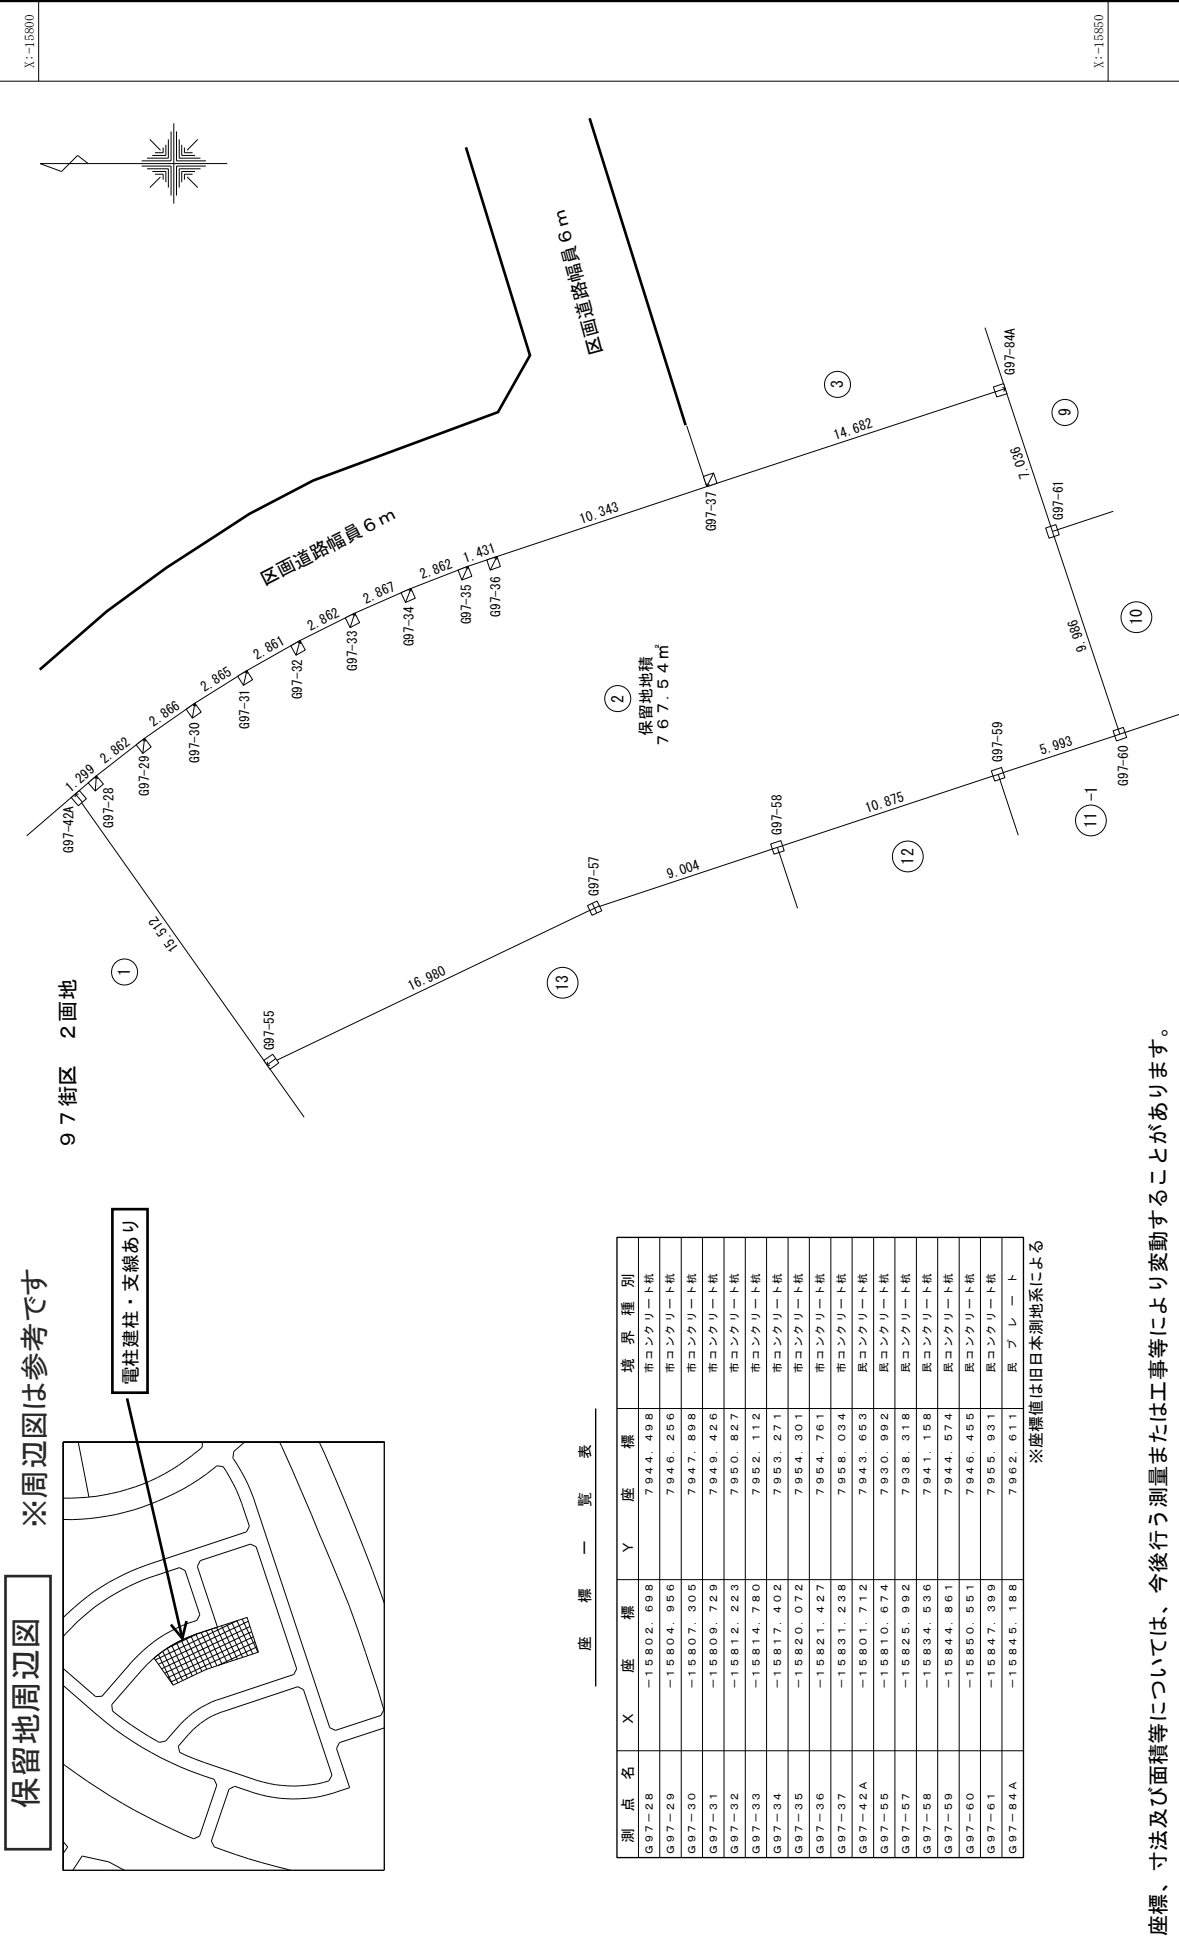 保留地周辺図
※周辺図は参考です
電柱建柱・支線あり
９７街区　２画地
X:-15800
X:-15850
区画道路幅員６ｍ
区画道路幅員６ｍ
1
2
保留地地積
７６７．５４㎡
3
9
10
11-1
12
13
G97-42A
G97-28
G97-29
G97-30
G97-31
G97-32
G97-33
G97-34
G97-35
G97-36
G97-37
G97-84A
G97-61
G97-60
G97-59
G97-58
G97-57
G97-55
1.299
2.862
2.866
2.865
2.861
2.862
2.867
2.862
1.431
10.343
14.682
7.036
9.986
5.993
10.875
9.004
16.980
15.512
座標一覧表
測点名 X座標 Y座標 境界種別
G97-28 -15802.698 7944.498 市コンクリート杭
G97-29 -15804.956 7946.256 市コンクリート杭
G97-30 -15807.305 7947.898 市コンクリート杭
G97-31 -15809.729 7949.426 市コンクリート杭
G97-32 -15812.223 7950.827 市コンクリート杭
G97-33 -15814.780 7952.112 市コンクリート杭
G97-34 -15817.402 7953.271 市コンクリート杭
G97-35 -15820.072 7954.301 市コンクリート杭
G97-36 -15821.427 7954.761 市コンクリート杭
G97-37 -15831.238 7958.034 市コンクリート杭
G97-42A -15801.712 7943.653 民コンクリート杭
G97-55 -15810.674 7930.992 民コンクリート杭
G97-57 -15825.992 7938.318 民コンクリート杭
G97-58 -15834.536 7941.158 民コンクリート杭
G97-59 -15844.861 7944.574 民コンクリート杭
G97-60 -15850.551 7946.455 民コンクリート杭
G97-61 -15847.399 7955.931 民コンクリート杭
G97-84A -15845.188 7962.611 民プレート
※座標値は旧日本測地系による
座標、寸法及び面積等については、今後行う測量または工事等により変動することがあります。